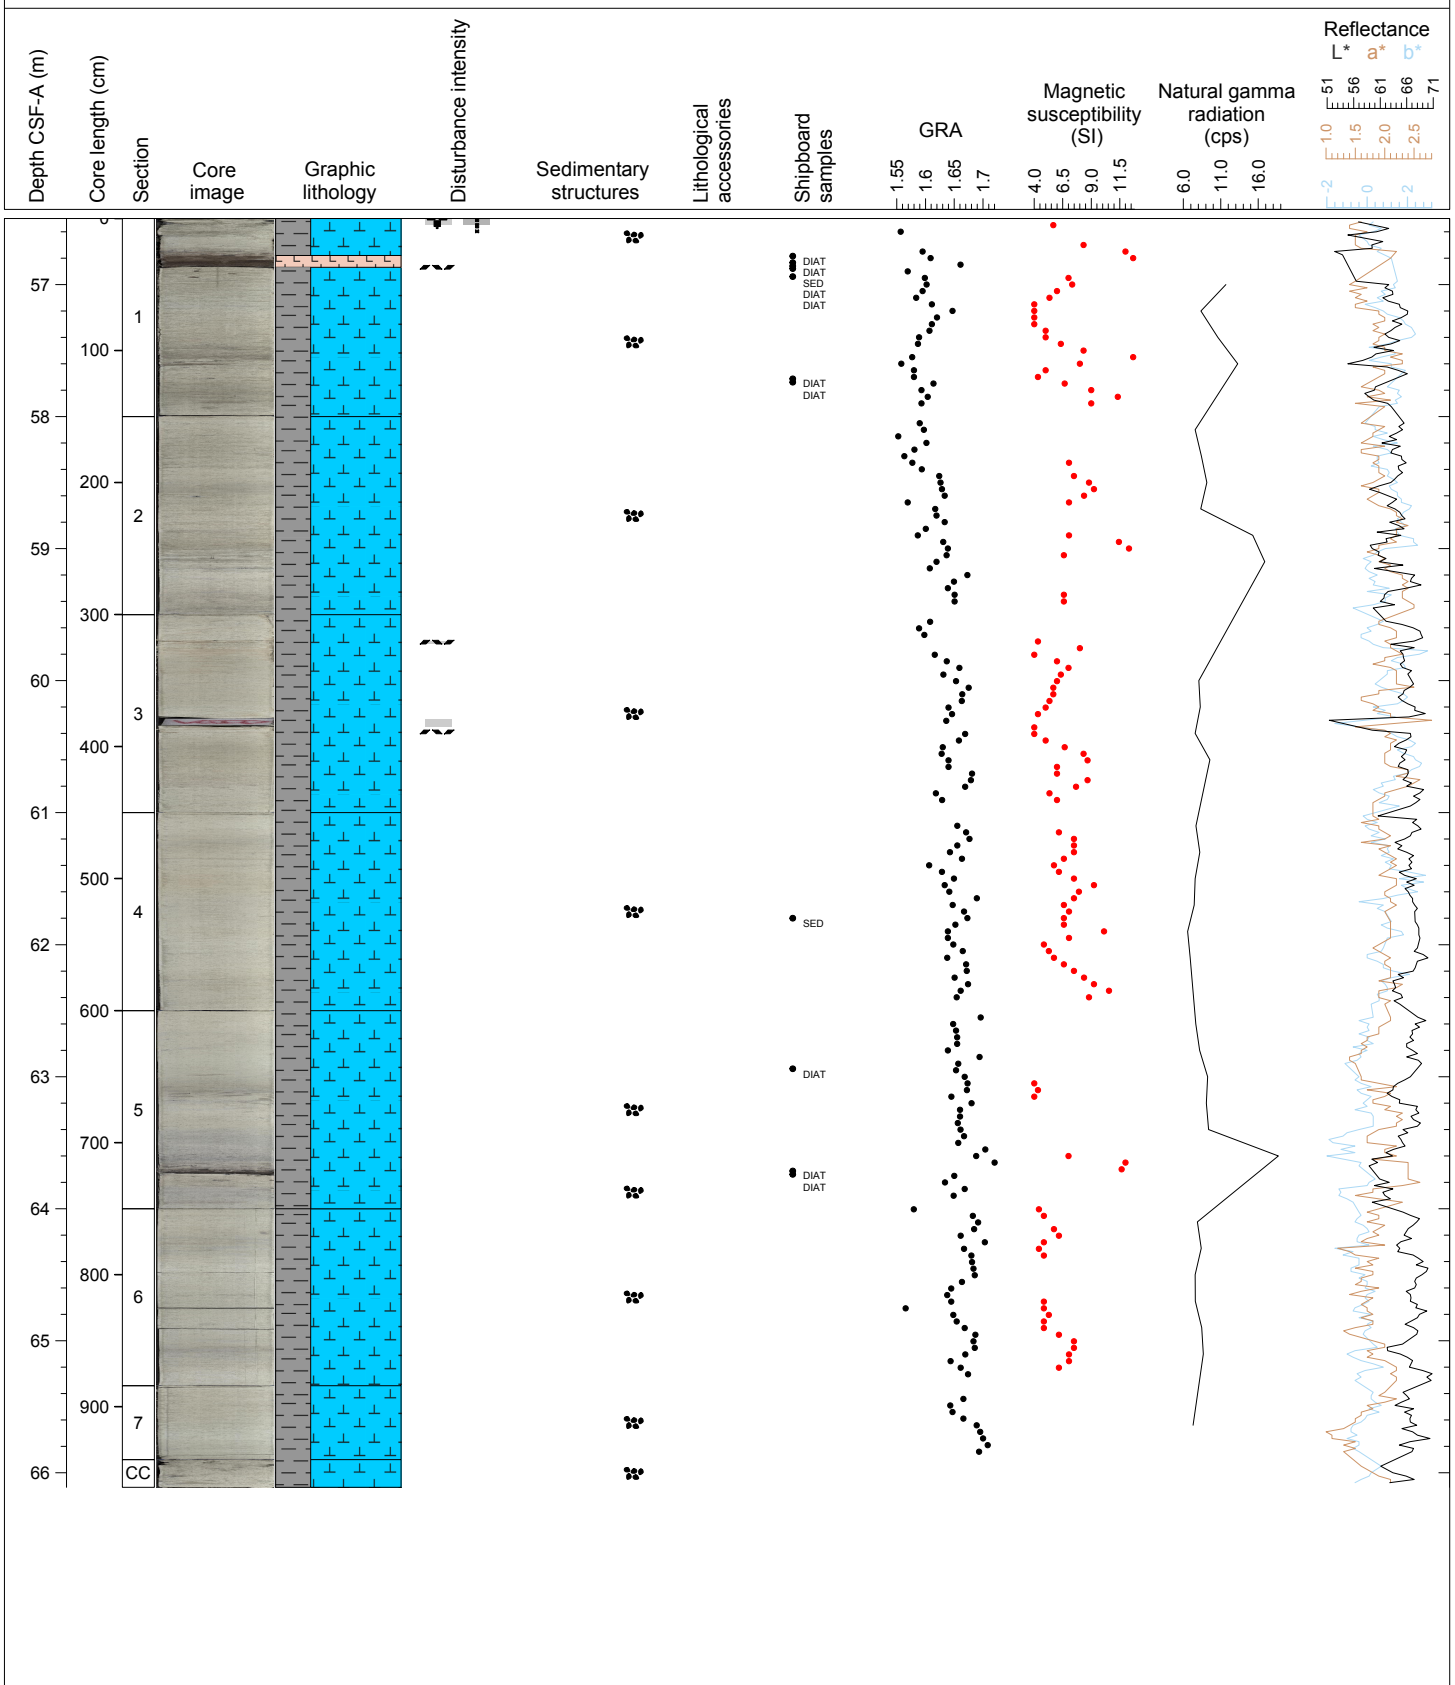 Depth CSF-A (m)
Core length (cm)
Section
Core
image
Graphic
lithology
Disturbance intensity
Sedimentary
structures
Lithological
accessories
Shipboard
samples
GRA
1.55
1.6
1.65
1.7
Magnetic
susceptibility
(SI)
4.0
6.5
9.0
11.5
Natural gamma
radiation
(cps)
6.0
11.0
16.0
Reflectance
L* a* b*
51
56
61
66
71
1.0
1.5
2.0
2.5
-2
0
2
0
57
DIAT
DIAT
SED
DIAT
DIAT
1
100
DIAT
DIAT
58
200
2
59
300
60
3
400
61
500
4
SED
62
600
63
DIAT
5
700
DIAT
DIAT
64
800
6
65
900
7
66
CC